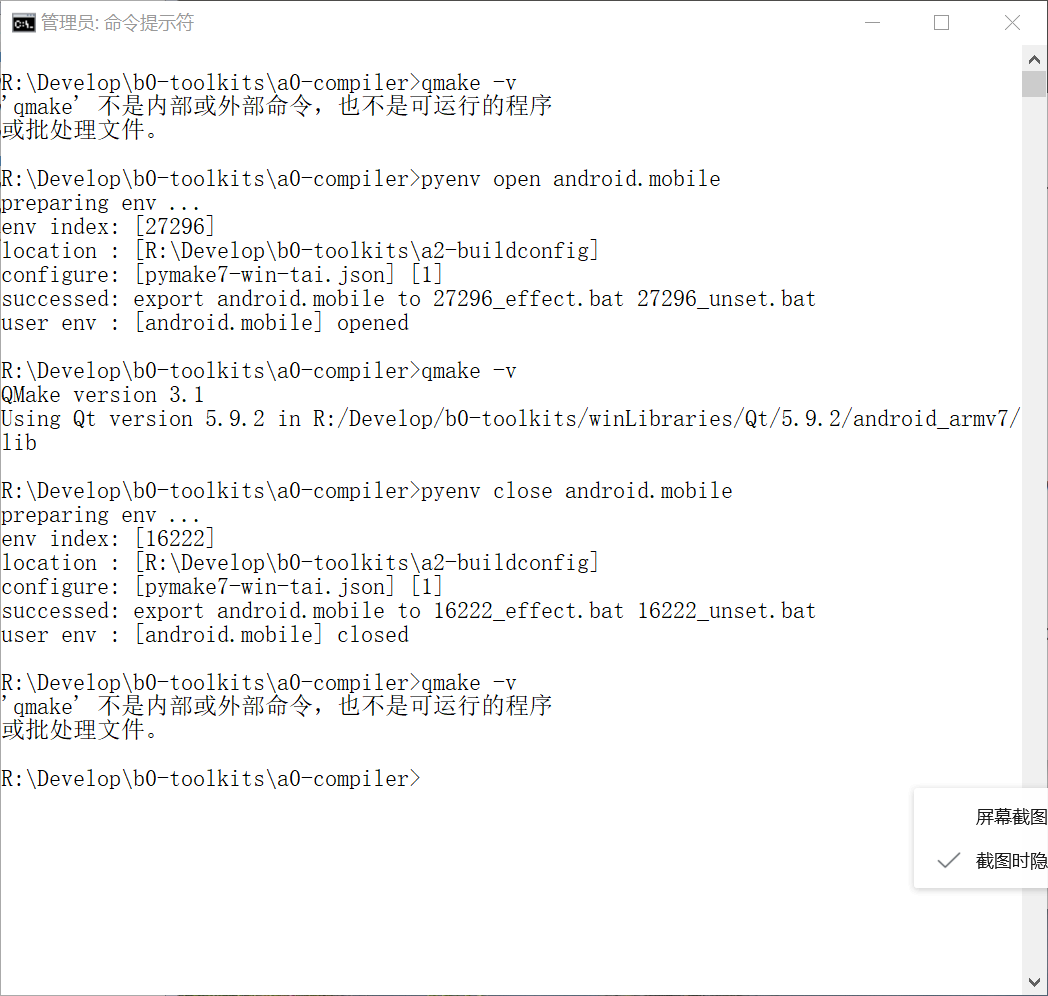 管理员: 命令提示符
R:\Develop\b0-toolkits\a0-compiler>qmake -v
'qmake' 不是内部或外部命令，也不是可运行的程序
或批处理文件。
R:\Develop\b0-toolkits\a0-compiler>pyenv open android.mobile
preparing env ...
env index: [27296]
location : [R:\Develop\b0-toolkits\a2-buildconfig]
configure: [pymake7-win-tai.json] [1]
successed: export android.mobile to 27296_effect.bat 27296_unset.bat
user env : [android.mobile] opened
R:\Develop\b0-toolkits\a0-compiler>qmake -v
QMake version 3.1
Using Qt version 5.9.2 in R:/Develop/b0-toolkits/winLibraries/Qt/5.9.2/android_armv7/
lib
R:\Develop\b0-toolkits\a0-compiler>pyenv close android.mobile
preparing env ...
env index: [16222]
location : [R:\Develop\b0-toolkits\a2-buildconfig]
configure: [pymake7-win-tai.json] [1]
successed: export android.mobile to 16222_effect.bat 16222_unset.bat
user env : [android.mobile] closed
R:\Develop\b0-toolkits\a0-compiler>qmake -v
'qmake' 不是内部或外部命令，也不是可运行的程序
或批处理文件。
R:\Develop\b0-toolkits\a0-compiler>
屏幕截图
截图时隐